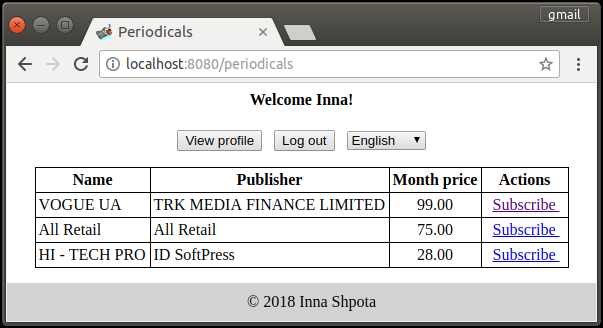 gmail
Periodicals
localhost:8080/periodicals
Welcome Inna!
View profile Log out English
Name Publisher Month price Actions
VOGUE UA TRK MEDIA FINANCE LIMITED 99.00 Subscribe
All Retail All Retail 75.00 Subscribe
HI - TECH PRO ID SoftPress 28.00 Subscribe
© 2018 Inna Shpota